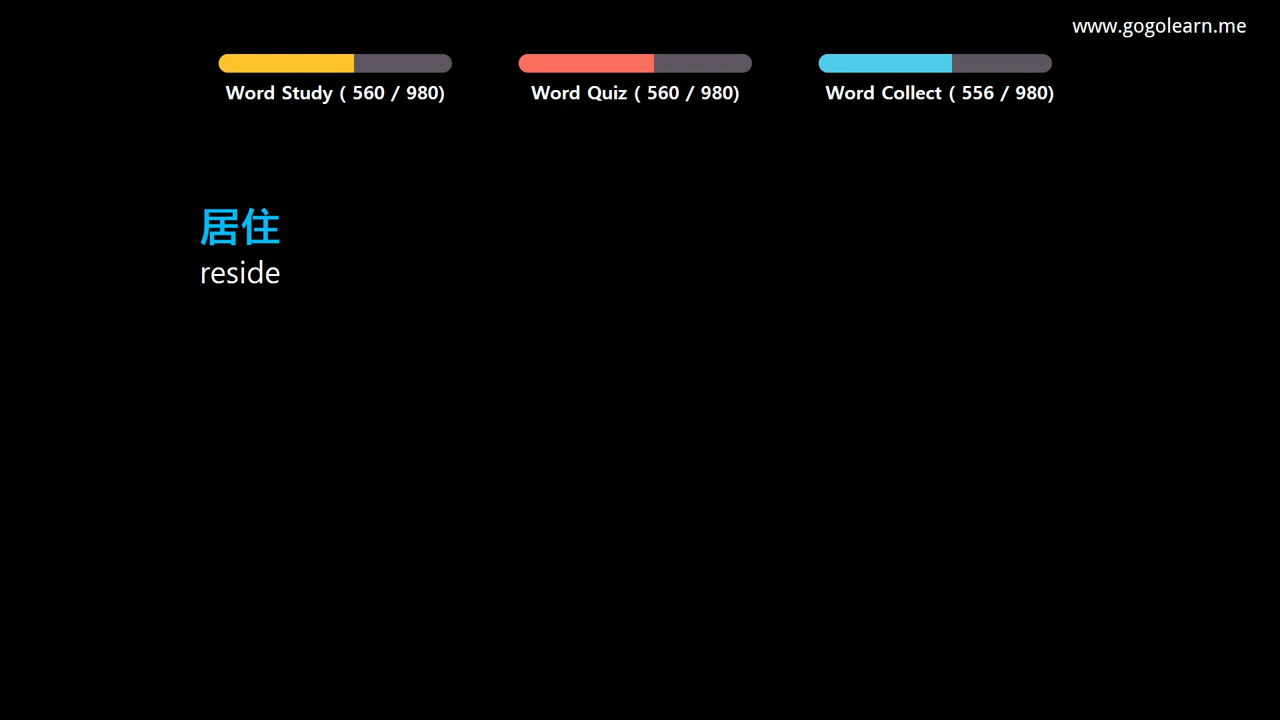 www.gogolearn.me
Word Study ( 560 / 980)
Word Quiz ( 560 / 980)
Word Collect ( 556 / 980)
居住
reside